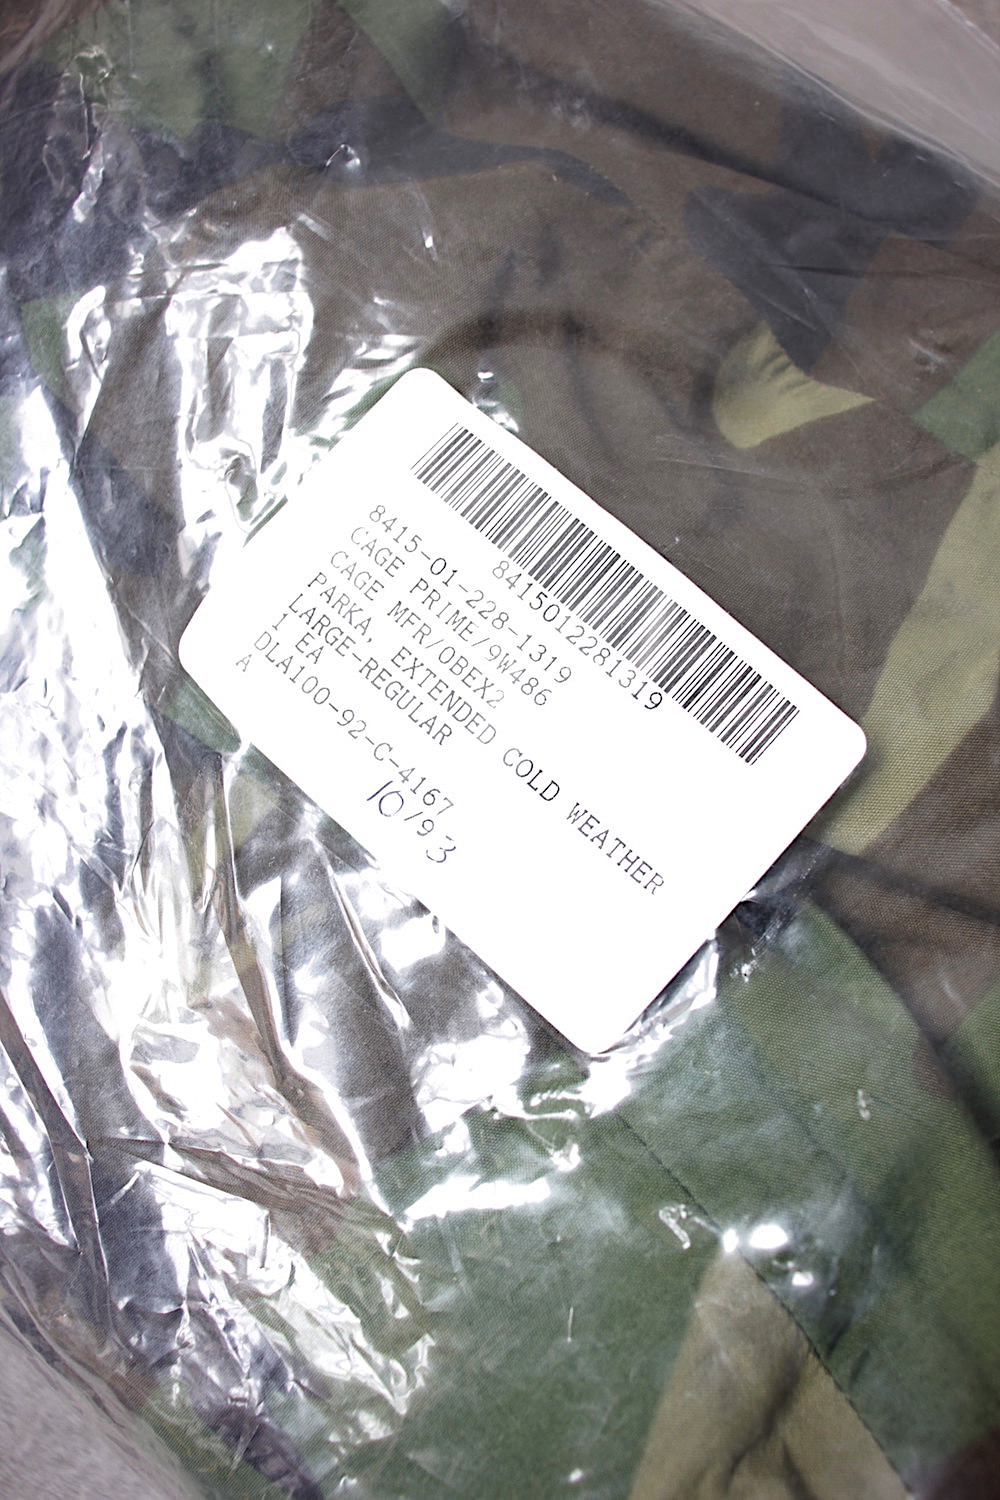 8415012281319
8415-01-228-1319
CAGE PRIME/9W486
CAGE MFR/0BEX2
PARKA, EXTENDED COLD WEATHER
LARGE-REGULAR
1 EA
DLA100-92-C-4167
A
10/93